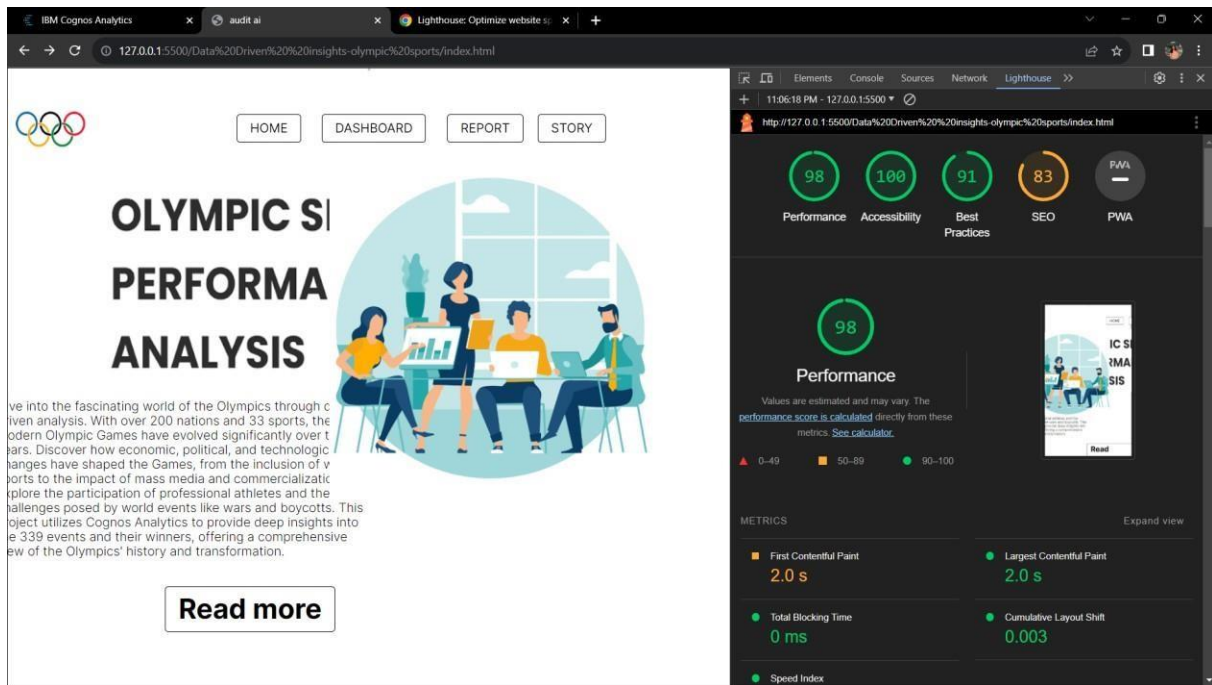 IBM Cognos Analytics
audit ai
Lighthouse: Optimize website sp
127.0.0.1:5500/Data%20Driven%20%20insights-olympic%20sports/index.html
HOME
DASHBOARD
REPORT
STORY
OLYMPIC S
PERFORMA
ANALYSIS
ve into the fascinating world of the Olympics through
iven analysis. With over 200 nations and 33 sports, the
odern Olympic Games have evolved significantly over t
ears. Discover how economic, political, and technologic
hanges have shaped the Games, from the inclusion of
ports to the impact of mass media and commercializatic
xplore the participation of professional athletes and the
hallenges posed by world events like wars and boycotts. This
oject utilizes Cognos Analytics to provide deep insights into
e 339 events and their winners, offering a comprehensive
ew of the Olympics' history and transformation.
Read more
Elements
Console
Sources
Network
Lighthouse
11:06:18 PM - 127.0.0.1:5500
http://127.0.0.1:5500/Data%20Driven%20%20insights-olympic%20sports/index.html
98
100
91
83
PWA
Performance
Accessibility
Best
Practices
SEO
PWA
98
Performance
Values are estimated and may vary. The
performance score is calculated directly from these
metrics. See calculator.
0–49
50–89
90–100
HOME
IC S
RMA
SIS
Read
METRICS
Expand view
First Contentful Paint
2.0 s
Largest Contentful Paint
2.0 s
Total Blocking Time
0 ms
Cumulative Layout Shift
0.003
Speed Index